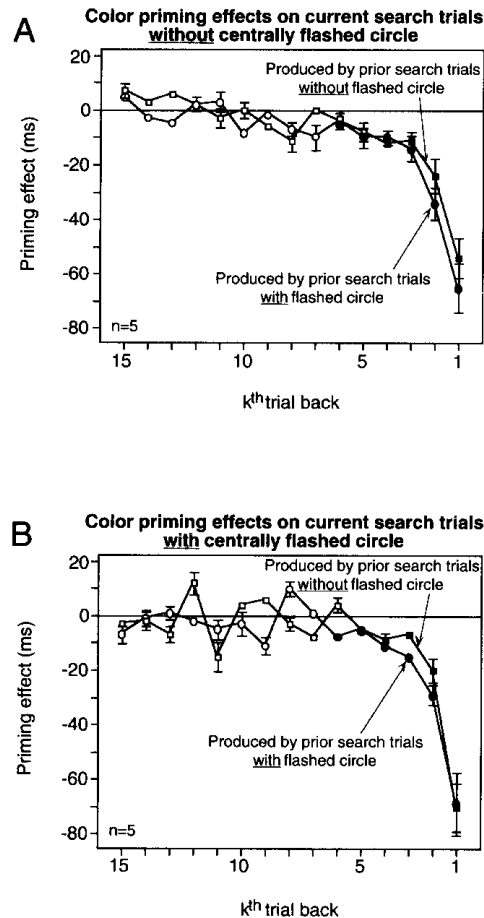 A
Color priming effects on current search trials
without centrally flashed circle
Produced by prior search trials
without flashed circle
Produced by prior search trials
with flashed circle
Priming effect (ms)
20
0
-20
-40
-60
-80
n=5
15
10
5
1
kth trial back
B
Color priming effects on current search trials
with centrally flashed circle
Produced by prior search trials
without flashed circle
Produced by prior search trials
with flashed circle
Priming effect (ms)
20
0
-20
-40
-60
-80
n=5
15
10
5
1
kth trial back